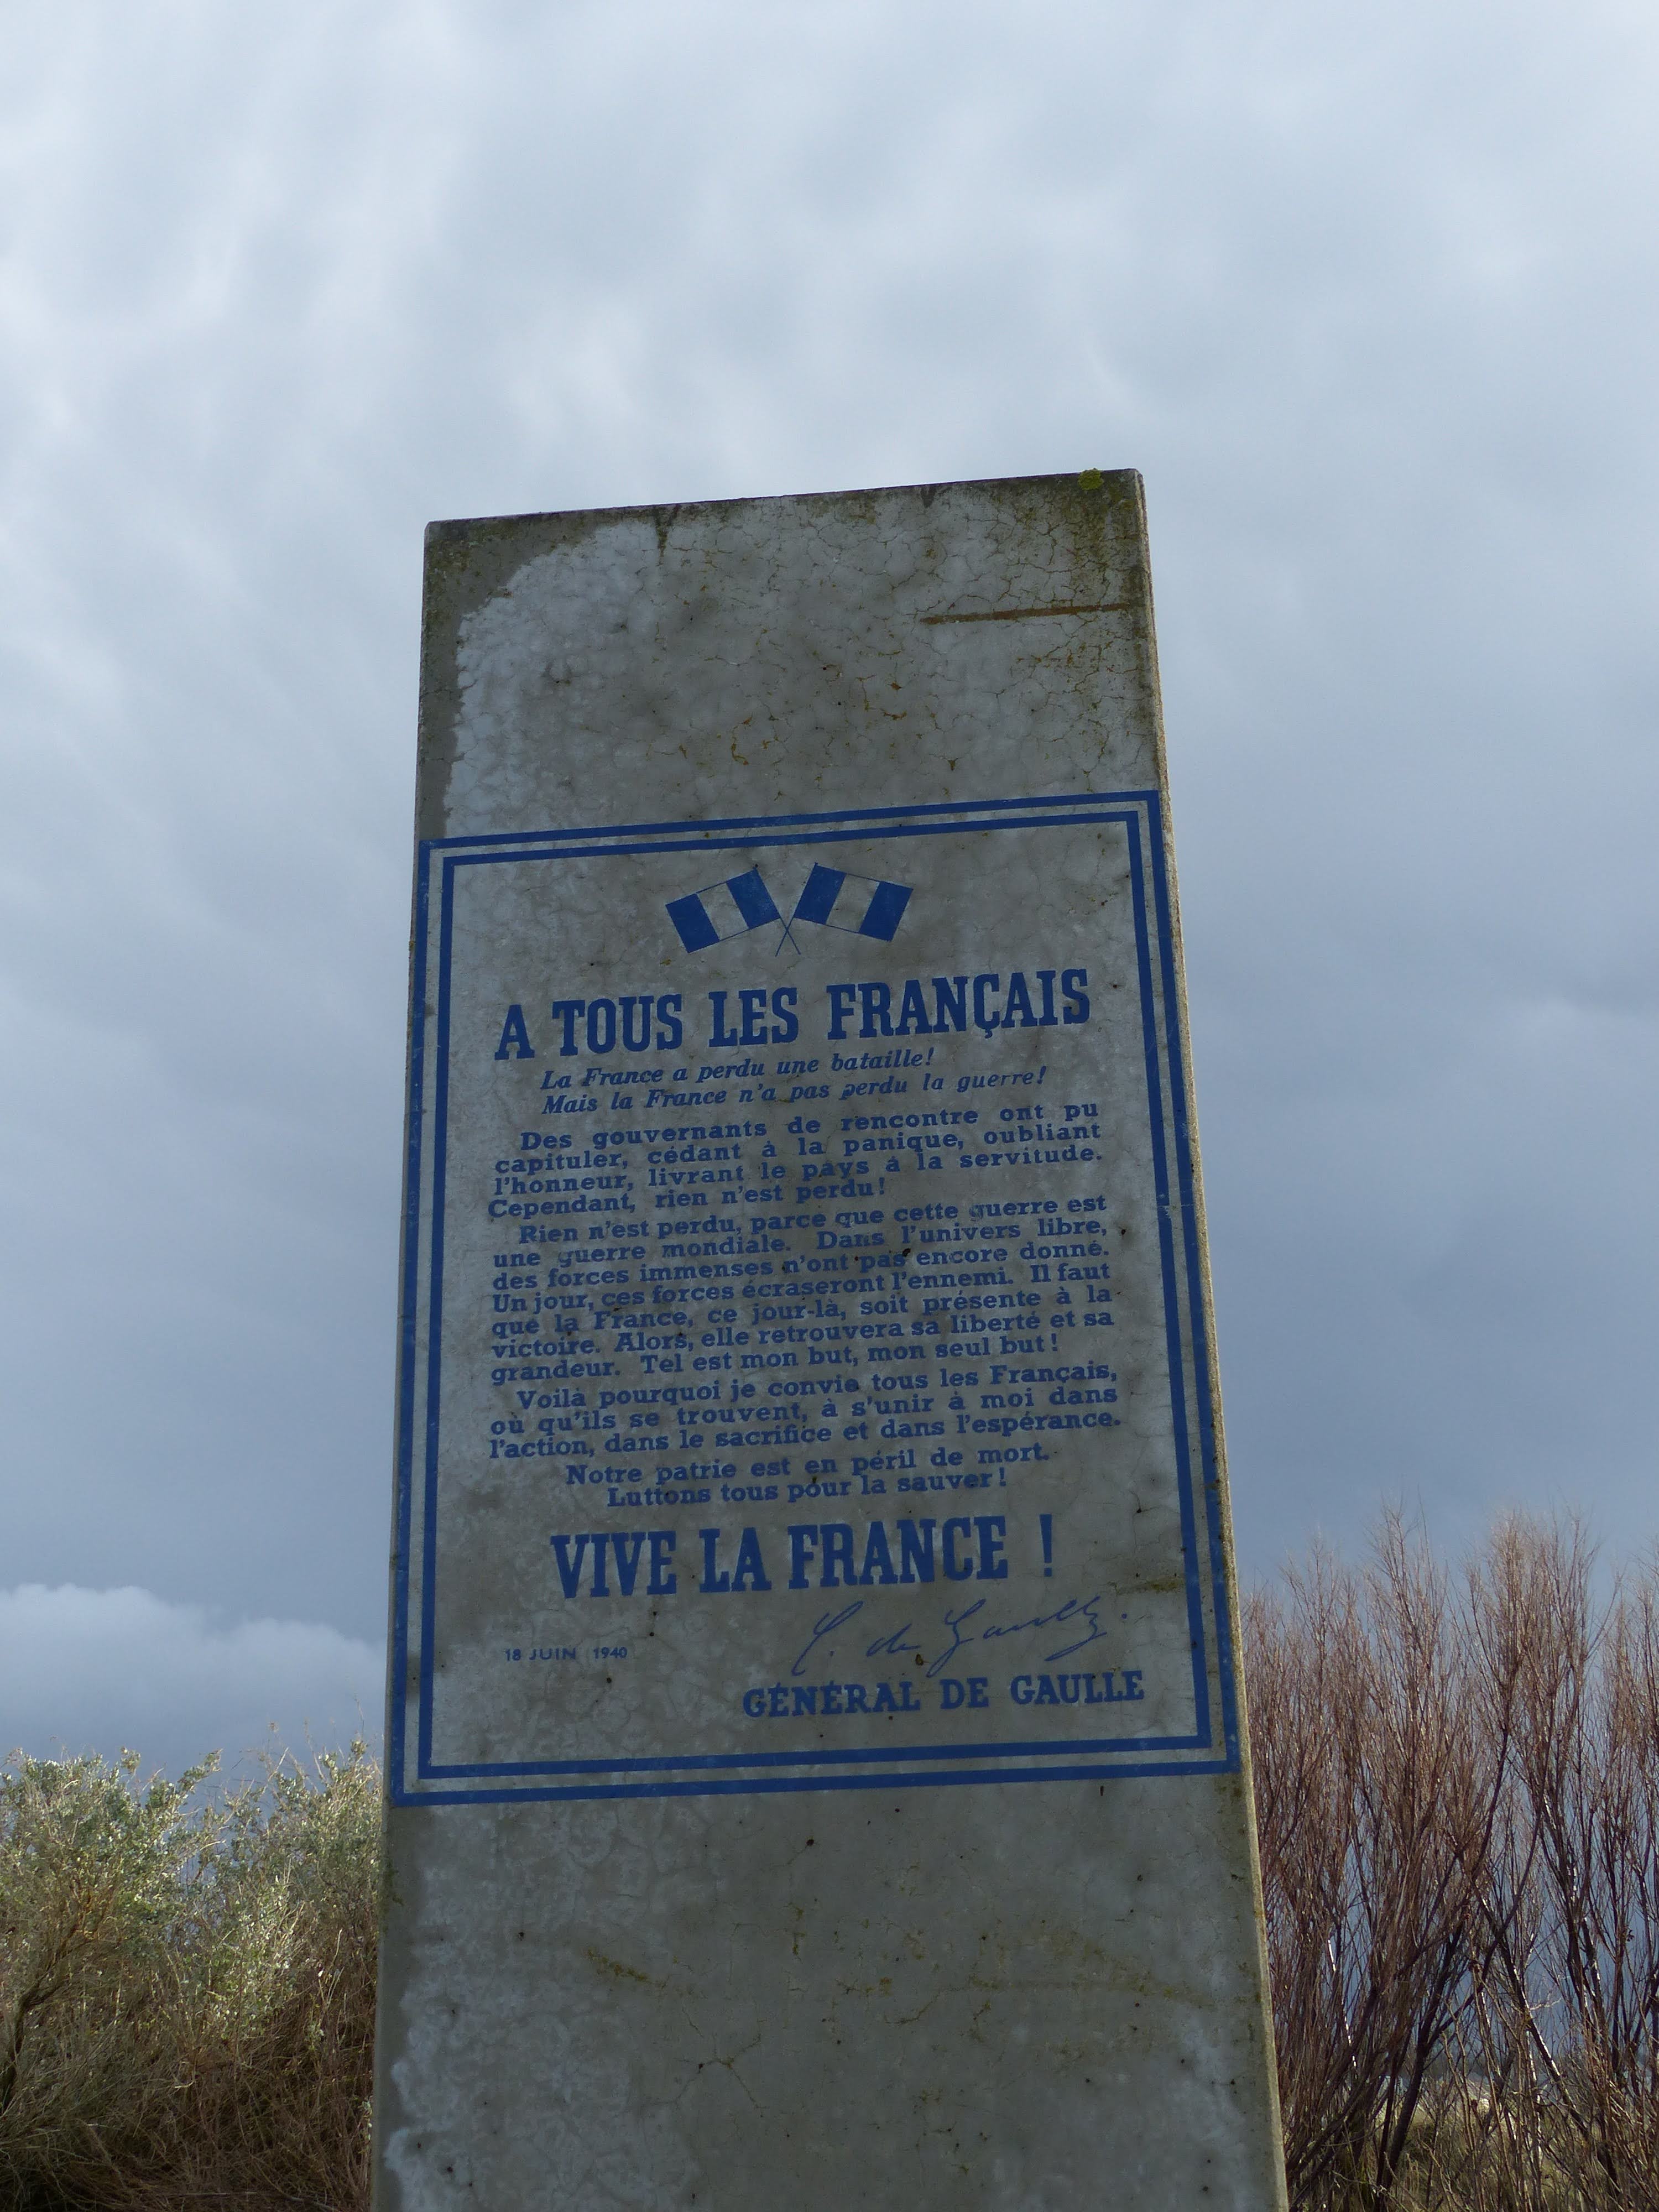 A TOUS LES FRANÇAIS
La France a perdu une bataille!
Mais la France n'a pas perdu la guerre!
Des gouvernants de rencontre ont pu
capituler, cédant à la panique, oubliant
l'honneur, livrant le pays à la servitude.
Cependant, rien n'est perdu!
Rien n'est perdu, parce que cette guerre est
une guerre mondiale. Dans l'univers libre,
des forces immenses n'ont pas encore donné.
Un jour, ces forces écraseront l'ennemi. Il faut
que la France, ce jour-là, soit présente à la
victoire. Alors, elle retrouvera sa liberté et sa
grandeur. Tel est mon but, mon seul but!
Voilà pourquoi je convie tous les Français,
où qu'ils se trouvent, à s'unir à moi dans
l'action, dans le sacrifice et dans l'espérance.
Notre patrie est en péril de mort.
Luttons tous pour la sauver!
VIVE LA FRANCE !
C. de Gaulle.
18 JUIN 1940
GÉNÉRAL DE GAULLE